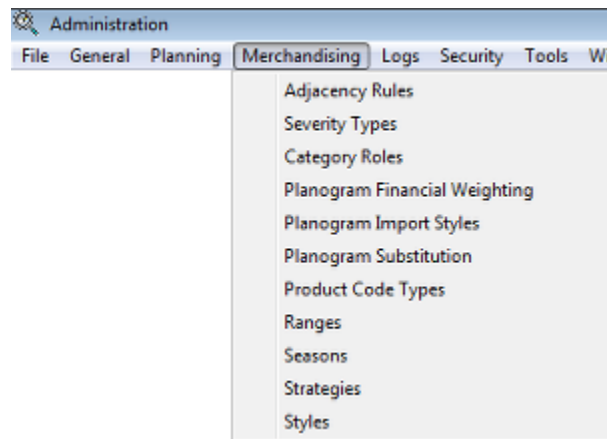 Administration
File General Planning Merchandising Logs Security Tools
Adjacency Rules
Severity Types
Category Roles
Planogram Financial Weighting
Planogram Import Styles
Planogram Substitution
Product Code Types
Ranges
Seasons
Strategies
Styles